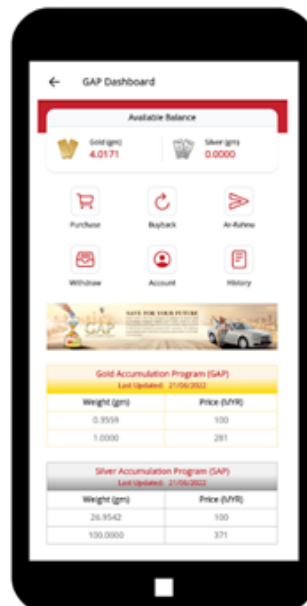 GAP Dashboard
Available Balance
Gold (gm)
4.0171
Silver (gm)
0.0000
Purchase
Buyback
Ar-Rahnu
Withdraw
Account
History
SAVE FOR YOUR FUTURE
GAP
Gold Accumulation Program (GAP)
Last Updated: 21/06/2022
Weight (gm) Price (MYR)
0.3559 100
1.0000 281
Silver Accumulation Program (SAP)
Last Updated: 21/06/2022
Weight (gm) Price (MYR)
26.9542 100
100.0000 371